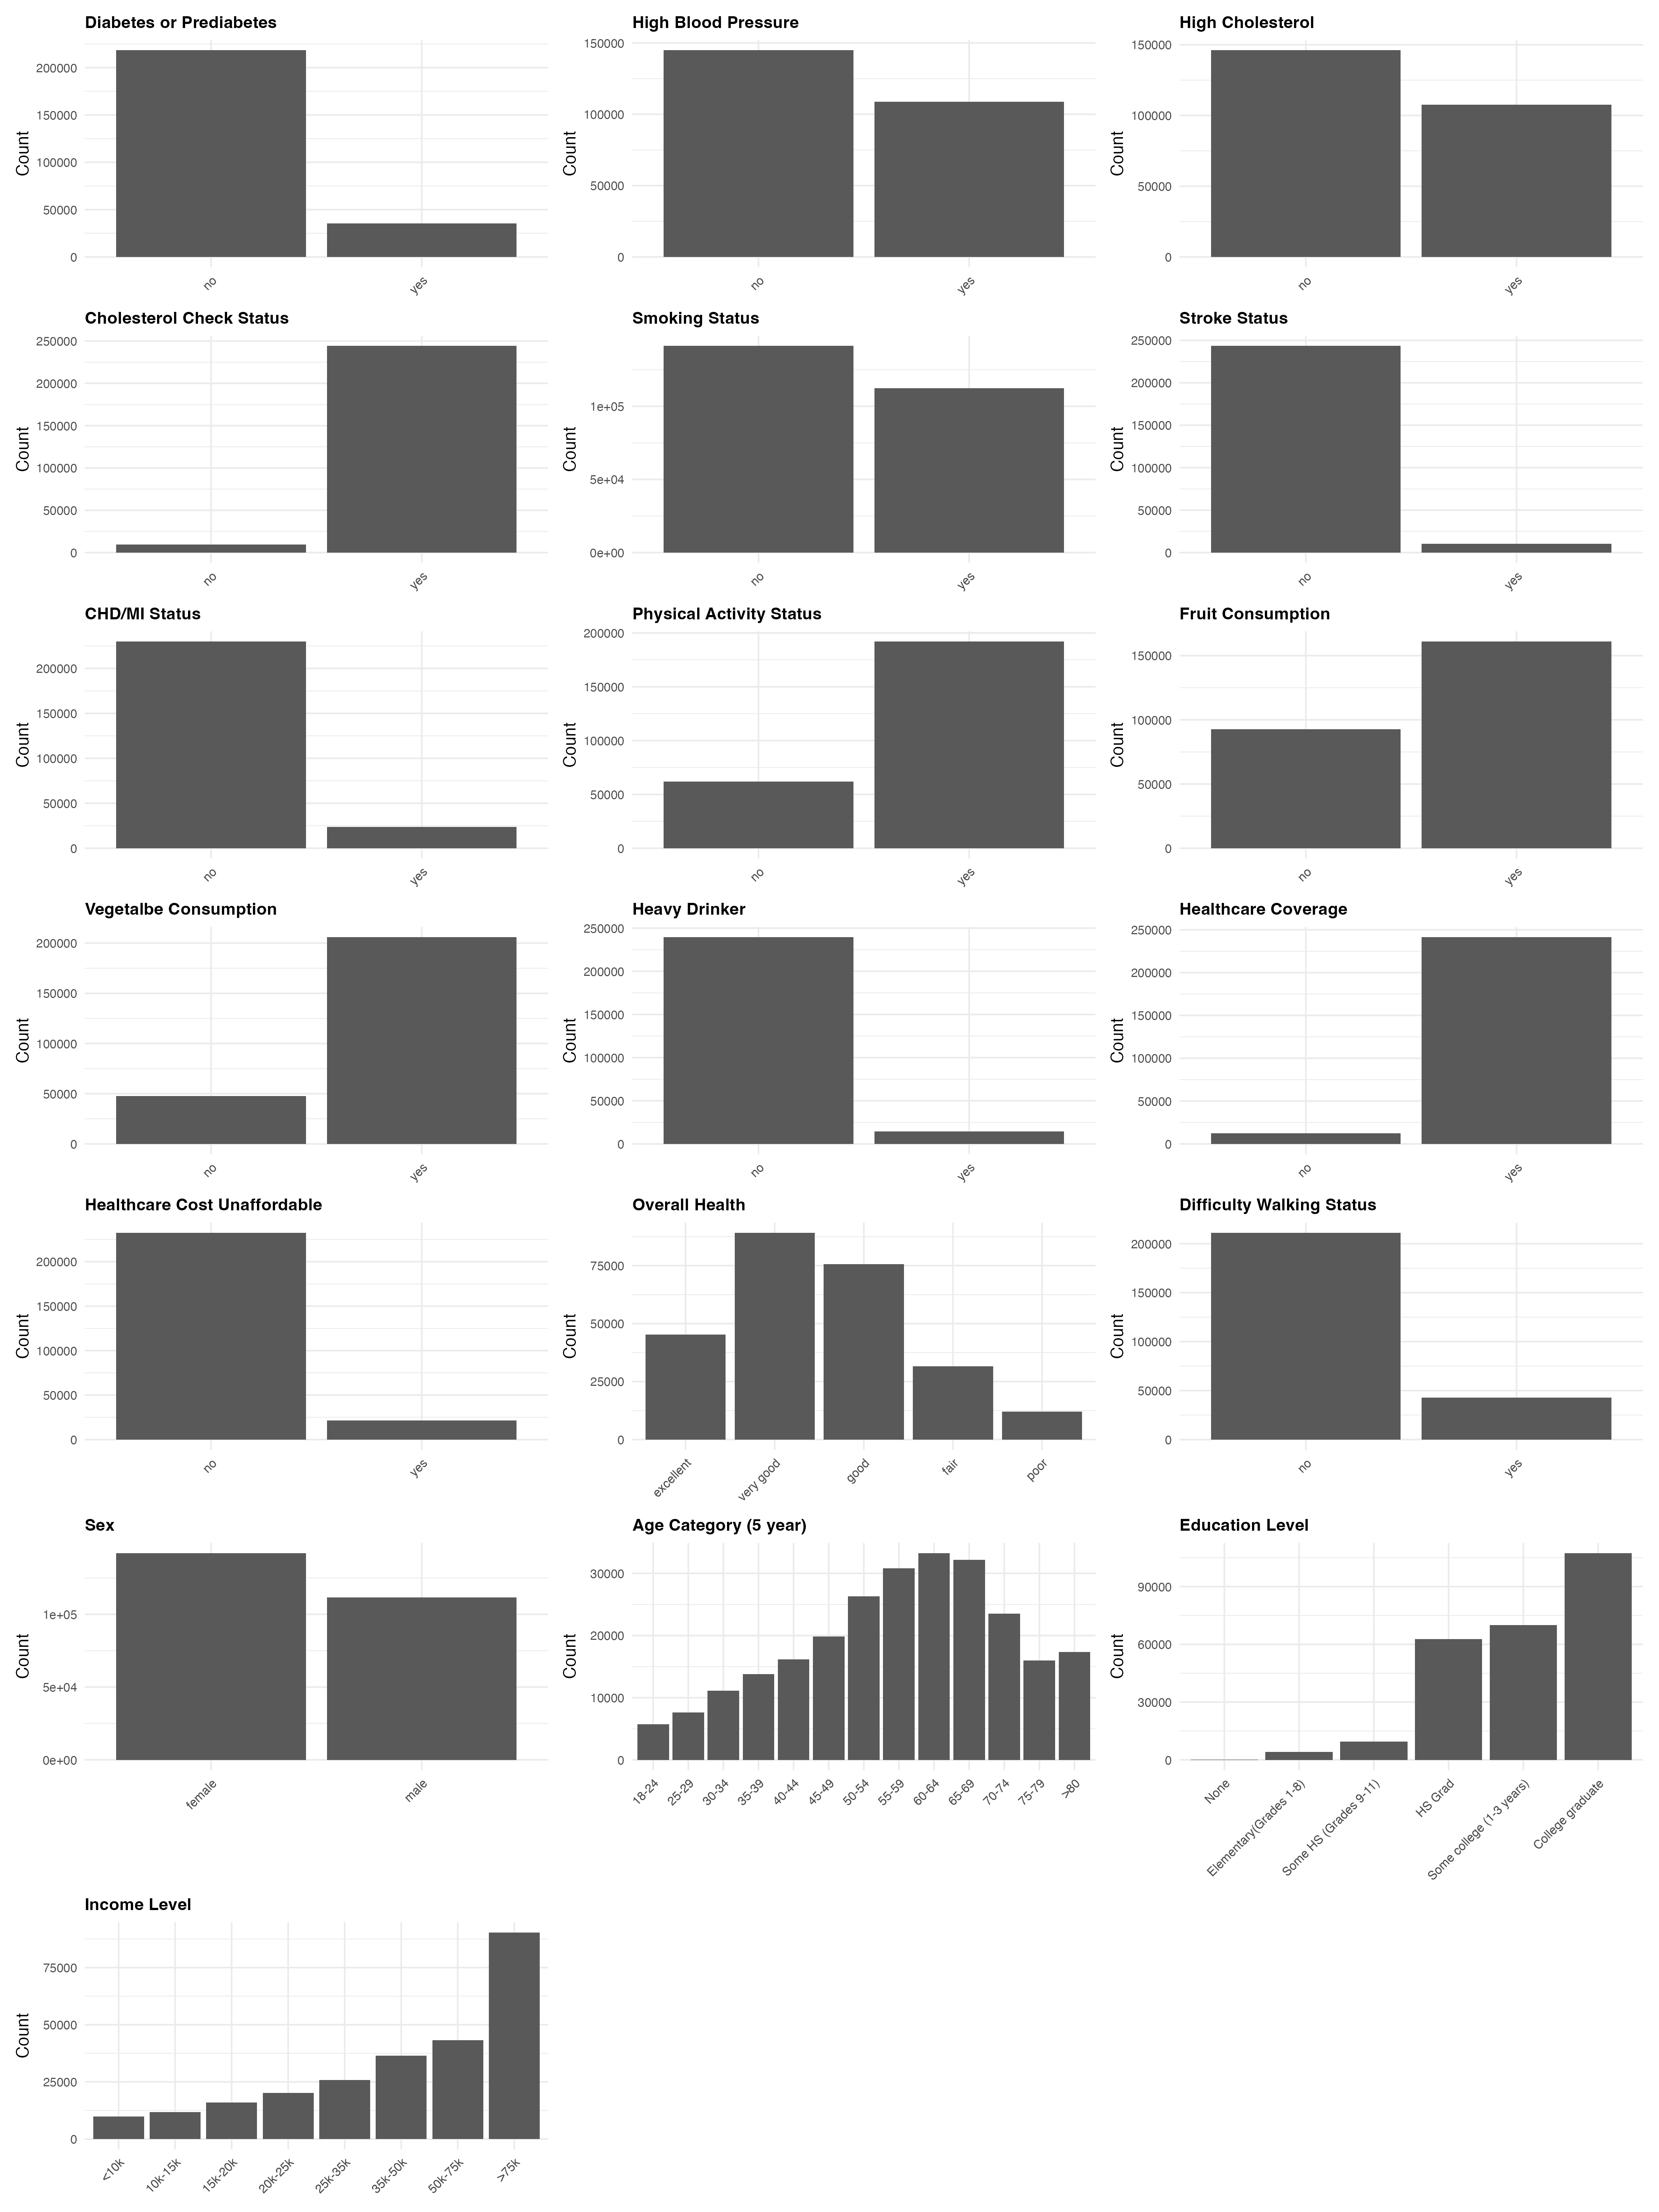 Diabetes or Prediabetes
Count
200000
150000
100000
50000
0
no
yes
High Blood Pressure
Count
150000
100000
50000
0
no
yes
High Cholesterol
Count
150000
100000
50000
0
no
yes
Cholesterol Check Status
Count
250000
200000
150000
100000
50000
0
no
yes
Smoking Status
Count
1e+05
5e+04
0e+00
no
yes
Stroke Status
Count
250000
200000
150000
100000
50000
0
no
yes
CHD/MI Status
Count
200000
150000
100000
50000
0
no
yes
Physical Activity Status
Count
200000
150000
100000
50000
0
no
yes
Fruit Consumption
Count
150000
100000
50000
0
no
yes
Vegetalbe Consumption
Count
200000
150000
100000
50000
0
no
yes
Heavy Drinker
Count
250000
200000
150000
100000
50000
0
no
yes
Healthcare Coverage
Count
250000
200000
150000
100000
50000
0
no
yes
Healthcare Cost Unaffordable
Count
200000
150000
100000
50000
0
no
yes
Overall Health
Count
75000
50000
25000
0
excellent
very good
good
fair
poor
Difficulty Walking Status
Count
200000
150000
100000
50000
0
no
yes
Sex
Count
1e+05
5e+04
0e+00
female
male
Age Category (5 year)
Count
30000
20000
10000
0
18-24
25-29
30-34
35-39
40-44
45-49
50-54
55-59
60-64
65-69
70-74
75-79
>80
Education Level
Count
90000
60000
30000
0
None
Elementary(Grades 1-8)
Some HS (Grades 9-11)
HS Grad
Some college (1-3 years)
College graduate
Income Level
Count
75000
50000
25000
0
<10k
10k-15k
15k-20k
20k-25k
25k-35k
35k-50k
50k-75k
>75k